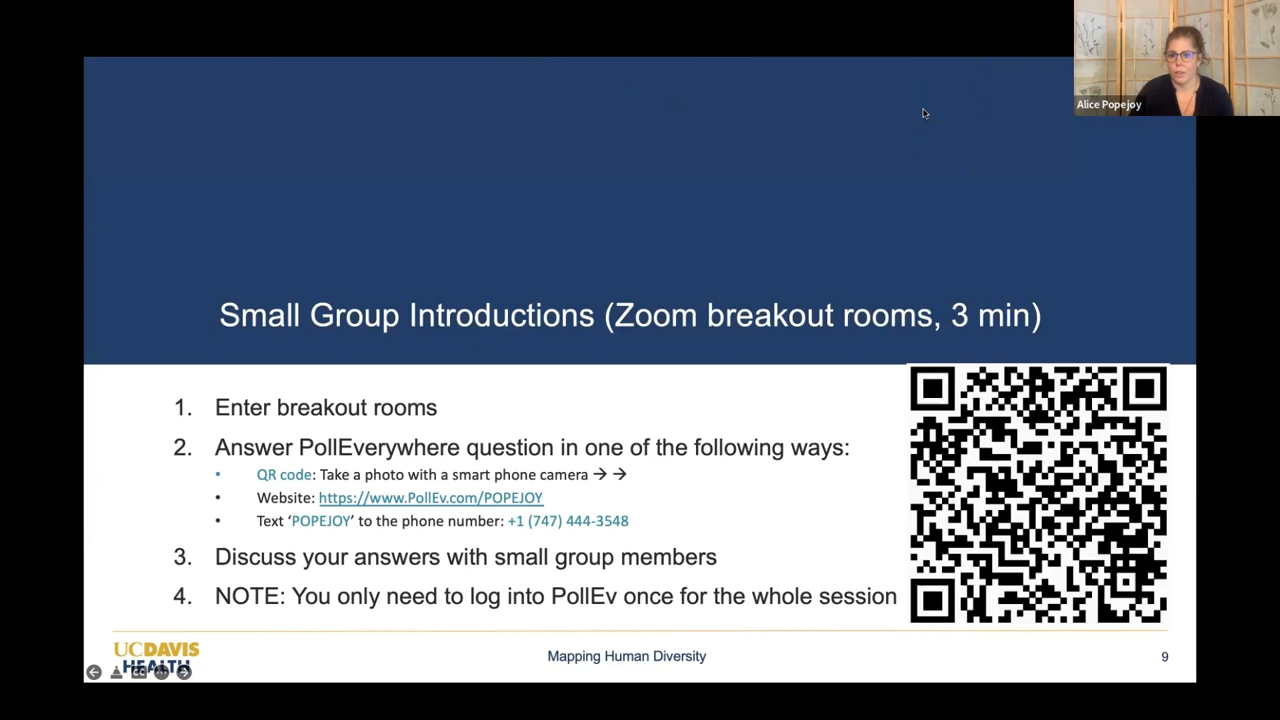 Alice Popejoy
Small Group Introductions (Zoom breakout rooms, 3 min)
1. Enter breakout rooms
2. Answer PollEverywhere question in one of the following ways:
• QR code: Take a photo with a smart phone camera → →
• Website: https://www.PollEv.com/POPEJOY
• Text ‘POPEJOY’ to the phone number: +1 (747) 444-3548
3. Discuss your answers with small group members
4. NOTE: You only need to log into PollEv once for the whole session
UCDAVIS
HEALTH
Mapping Human Diversity
9